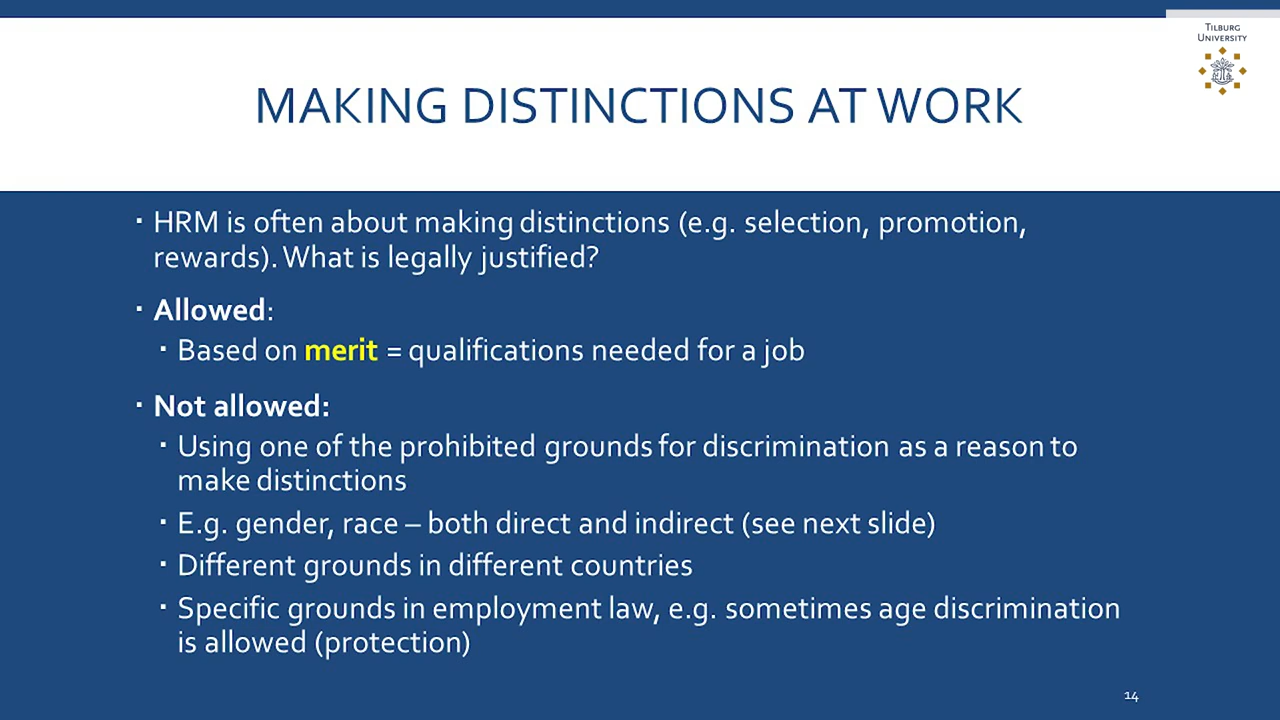 TILBURG
UNIVERSITY
MAKING DISTINCTIONS AT WORK
▪ HRM is often about making distinctions (e.g. selection, promotion,
rewards). What is legally justified?
▪ Allowed:
▪ Based on merit = qualifications needed for a job
▪ Not allowed:
▪ Using one of the prohibited grounds for discrimination as a reason to
make distinctions
▪ E.g. gender, race – both direct and indirect (see next slide)
▪ Different grounds in different countries
▪ Specific grounds in employment law, e.g. sometimes age discrimination
is allowed (protection)
14